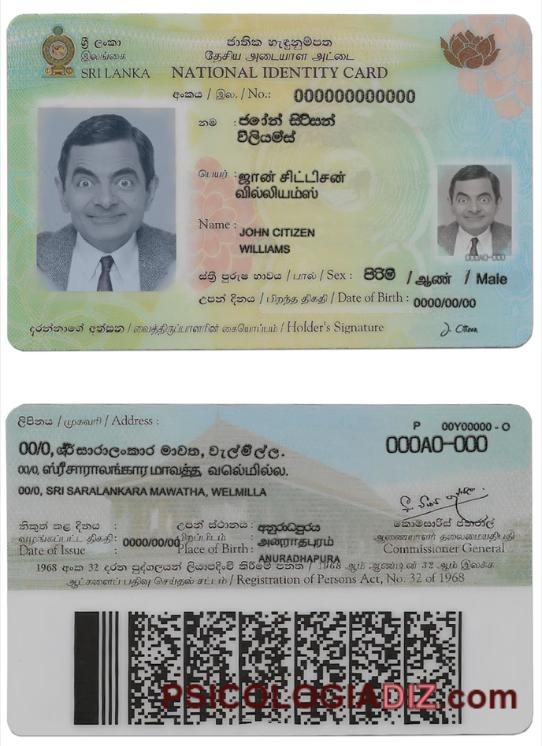 ශ්‍රී ලංකා
இலங்கை
SRI LANKA
ජාතික හැඳුනුම්පත
தேசிய அடையாள அட்டை
NATIONAL IDENTITY CARD
අංකය / இல. / No.: 000000000000
නම : ජෝන් සිටිසන්
විලියම්ස්
பெயர் : ஜான் சிட்டிசன்
வில்லியம்ஸ்
Name : JOHN CITIZEN
WILLIAMS
000A0-000
ස්ත්‍රී පුරුෂ භාවය / பால் / Sex : පිරිමි / ஆண் / Male
උපන් දිනය / பிறந்த திகதி / Date of Birth : 0000/00/00
දරන්නාගේ අත්සන / வைத்திருப்பாளரின் கையொப்பம் / Holder's Signature
ලිපිනය / முகவரி / Address :
P 00Y00000 - O
000A0-000
00/0, ශ්‍රී සාරාලංකාර මාවත, වැල්මිල්ල.
00/0, ஸ்ரீ சாராலங்கார மாவத்த, வெல்மில்ல.
00/0, SRI SARALANKARA MAWATHA, WELMILLA
නිකුත් කළ දිනය :
வழங்கப்பட்ட திகதி : 0000/00/00
Date of Issue :
උපන් ස්ථානය : අනුරාධපුරය
பிறப்பிடம் : அனுராதபுரம்
Place of Birth : ANURADHAPURA
කොමසාරිස් ජනරාල්
ஆணையாளர் தலைமையதிபதி
Commissioner General
1968 අංක 32 දරන පුද්ගලයන් ලියාපදිංචි කිරීමේ පනත / 1968 ஆம் ஆண்டின் 32 ஆம் இலக்க
ஆட்களைப் பதிவு செய்தல் சட்டம் / Registration of Persons Act, No. 32 of 1968
PSICOLOGIADIZ.com